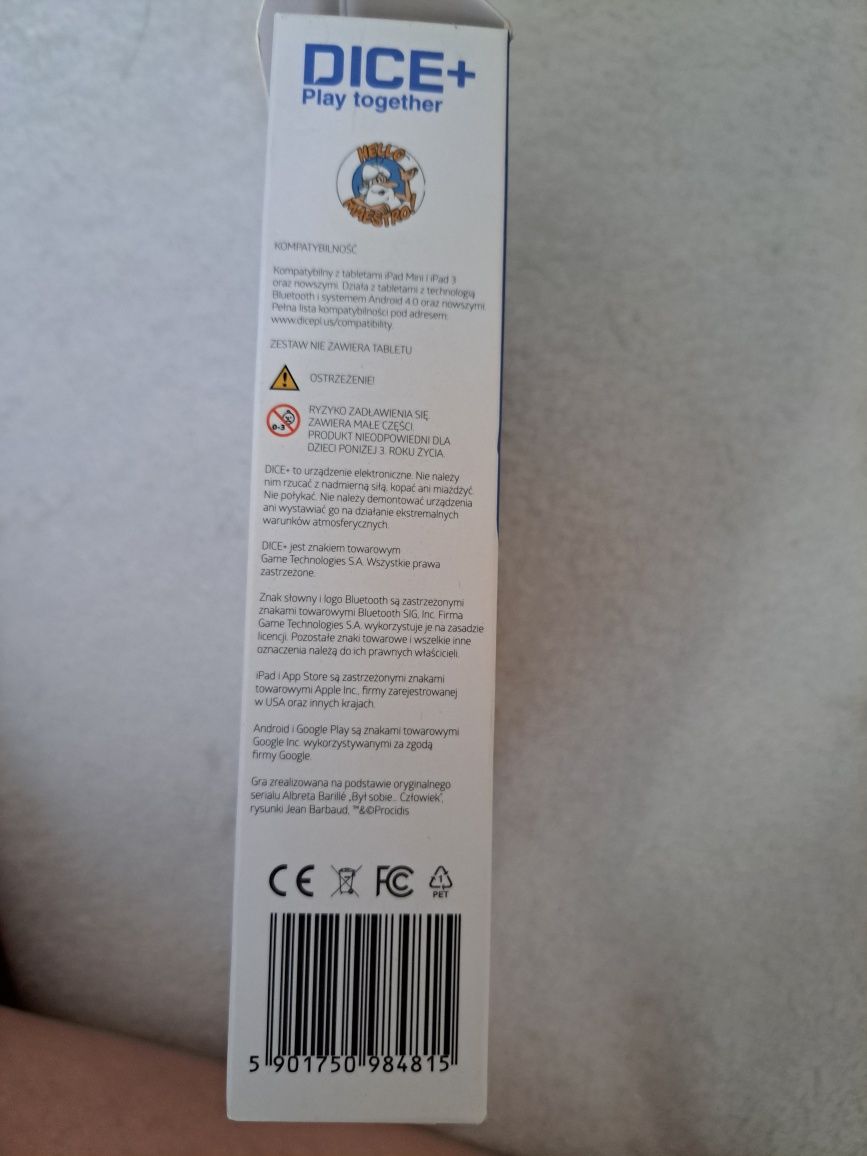 DICE+
Play together
HELLO
MAESTRO!
KOMPATYBILNOŚĆ
Kompatybilny z tabletami iPad Mini i iPad 3
oraz nowszymi. Działa z tabletami z technologią
Bluetooth i systemem Android 4.0 oraz nowszymi.
Pełna lista kompatybilności pod adresem:
www.dicepl.us/compatibility.
ZESTAW NIE ZAWIERA TABLETU
OSTRZEŻENIE!
0-3
RYZYKO ZADŁAWIENIA SIĘ.
ZAWIERA MAŁE CZĘŚCI.
PRODUKT NIEODPOWIEDNI DLA
DZIECI PONIŻEJ 3. ROKU ŻYCIA.
DICE+ to urządzenie elektroniczne. Nie należy
nim rzucać z nadmierną siłą, kopać ani miażdżyć.
Nie połykać. Nie należy demontować urządzenia
ani wystawiać go na działanie ekstremalnych
warunków atmosferycznych.
DICE+ jest znakiem towarowym
Game Technologies S.A. Wszystkie prawa
zastrzeżone.
Znak słowny i logo Bluetooth są zastrzeżonymi
znakami towarowymi Bluetooth SIG, Inc. Firma
Game Technologies S.A. wykorzystuje je na zasadzie
licencji. Pozostałe znaki towarowe i wszelkie inne
oznaczenia należą do ich prawnych właścicieli.
iPad i App Store są zastrzeżonymi znakami
towarowymi Apple Inc., firmy zarejestrowanej
w USA oraz innych krajach.
Android i Google Play są znakami towarowymi
Google Inc. wykorzystywanymi za zgodą
firmy Google.
Gra zrealizowana na podstawie oryginalnego
serialu Albreta Barillé „Był sobie... Człowiek",
rysunki Jean Barbaud, ™&©Procidis
CE FC 1
PET
5 901750 984815